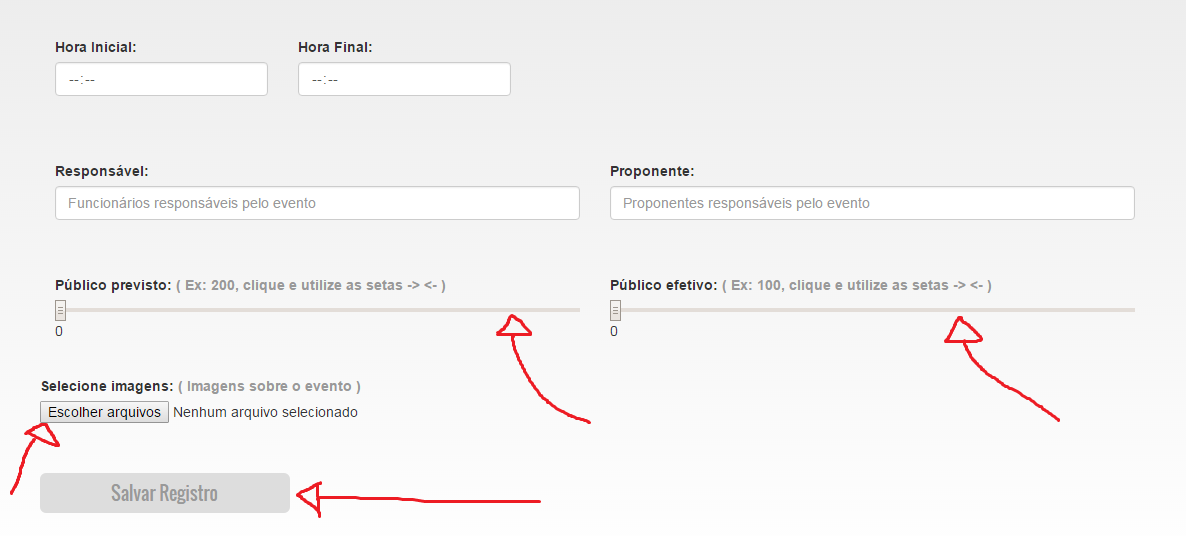 Hora Inicial: Hora Final:
--:-- --:--
Responsável: Proponente:
Funcionários responsáveis pelo evento Proponentes responsáveis pelo evento
Público previsto: ( Ex: 200, clique e utilize as setas -> <- ) Público efetivo: ( Ex: 100, clique e utilize as setas -> <- )
0 0
Selecione imagens: ( Imagens sobre o evento )
Escolher arquivos Nenhum arquivo selecionado
Salvar Registro